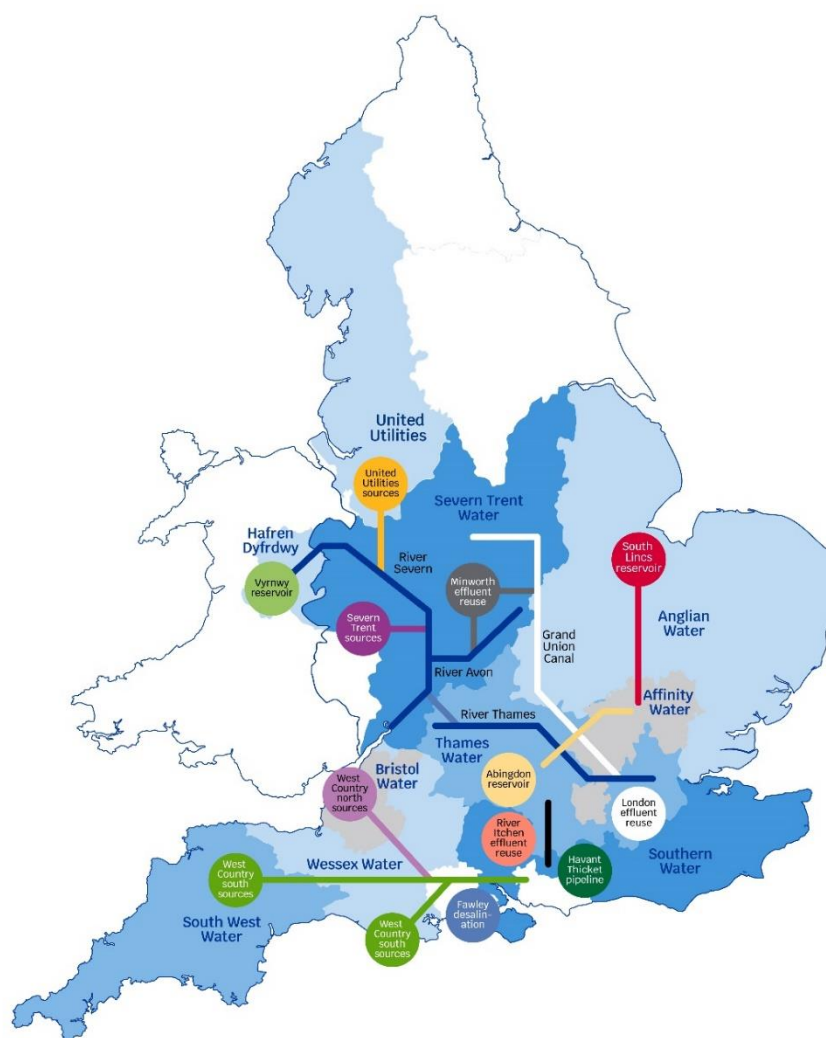 United
Utilities
United
Utilities
sources
Severn Trent
Water
Hafren
Dyfrdwy
River
Severn
South
Lincs
reservoir
Vyrnwy
reservoir
Minworth
effluent
reuse
Severn
Trent
sources
Anglian
Water
Grand
Union
Canal
River Avon
Affinity
Water
River Thames
Thames
Water
Bristol
Water
West
Country
north
sources
Abingdon
reservoir
London
effluent
reuse
River
Itchen
effluent
reuse
Southern
Water
Wessex Water
West
Country
south
sources
Havant
Thicket
pipeline
South West
Water
Fawley
desalin-
ation
West
Country
south
sources